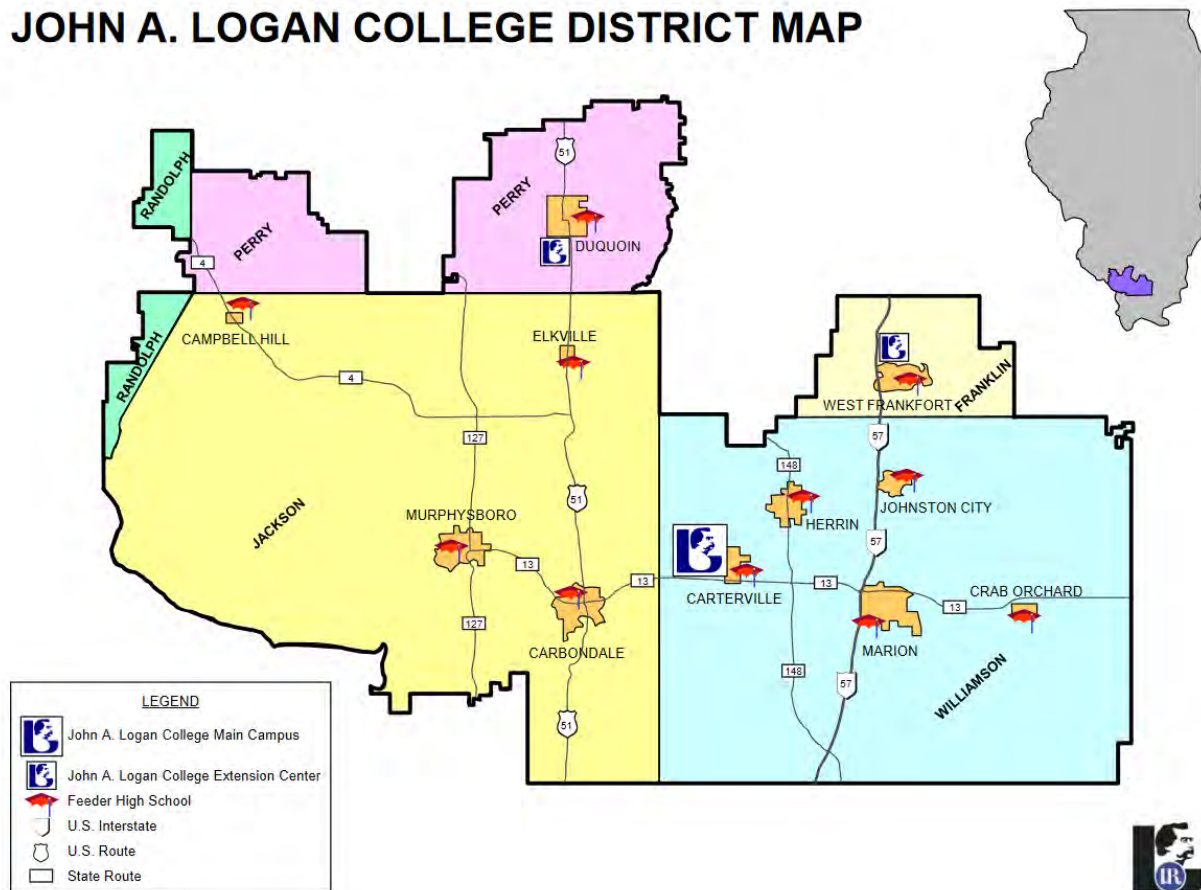 JOHN A. LOGAN COLLEGE DISTRICT MAP
RANDOLPH
PERRY
PERRY
51
DUQUOIN
4
CAMPBELL HILL
RANDOLPH
ELKVILLE
4
WEST FRANKFORT
FRANKLIN
127
57
148
51
JOHNSTON CITY
MURPHYSBORO
HERRIN
JACKSON
57
13
13
CARTERVILLE
13
CRAB ORCHARD
13
127
CARBONDALE
MARION
148
57
WILLIAMSON
51
LEGEND
John A. Logan College Main Campus
John A. Logan College Extension Center
Feeder High School
U.S. Interstate
U.S. Route
State Route
IR